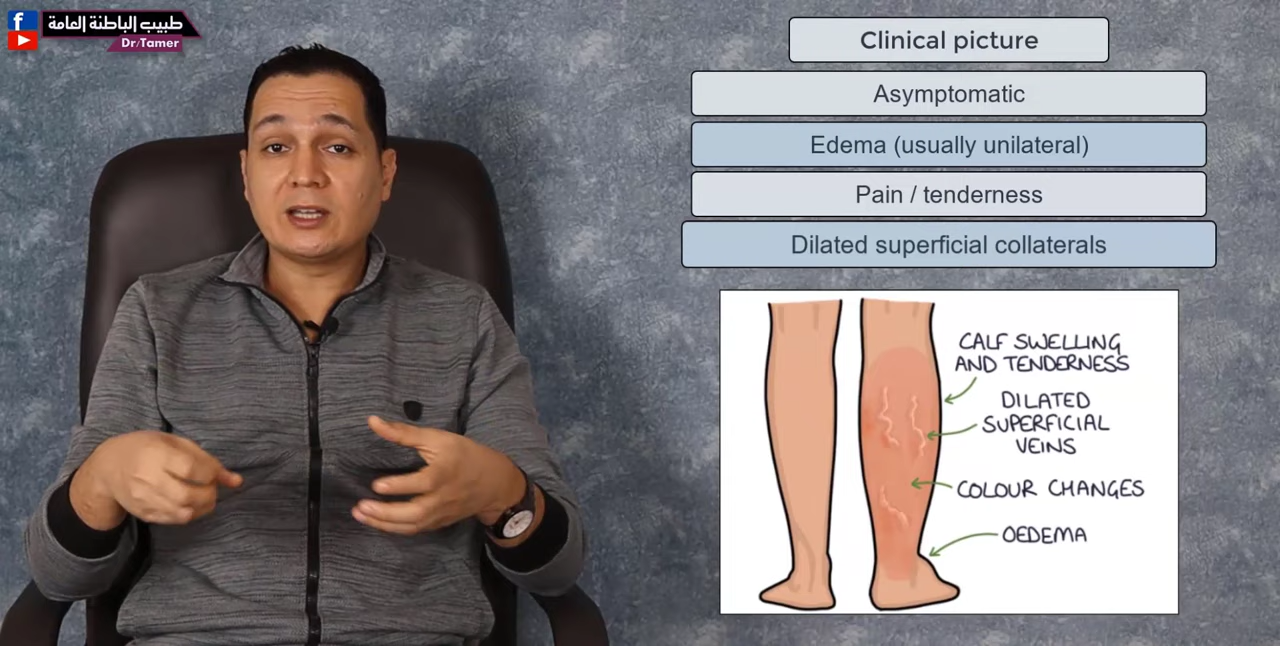 طبيب الباطنة العامة
Dr/Tamer
Clinical picture
Asymptomatic
Edema (usually unilateral)
Pain / tenderness
Dilated superficial collaterals
CALF SWELLING
AND TENDERNESS
DILATED
SUPERFICIAL
VEINS
COLOUR CHANGES
OEDEMA